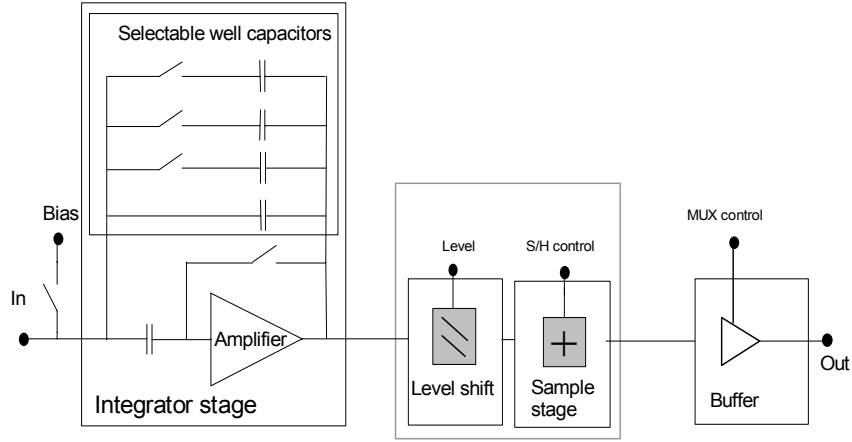 Selectable well capacitors
Bias
In
Amplifier
Integrator stage
Level
S/H control
Level shift
Sample
stage
MUX control
Buffer
Out